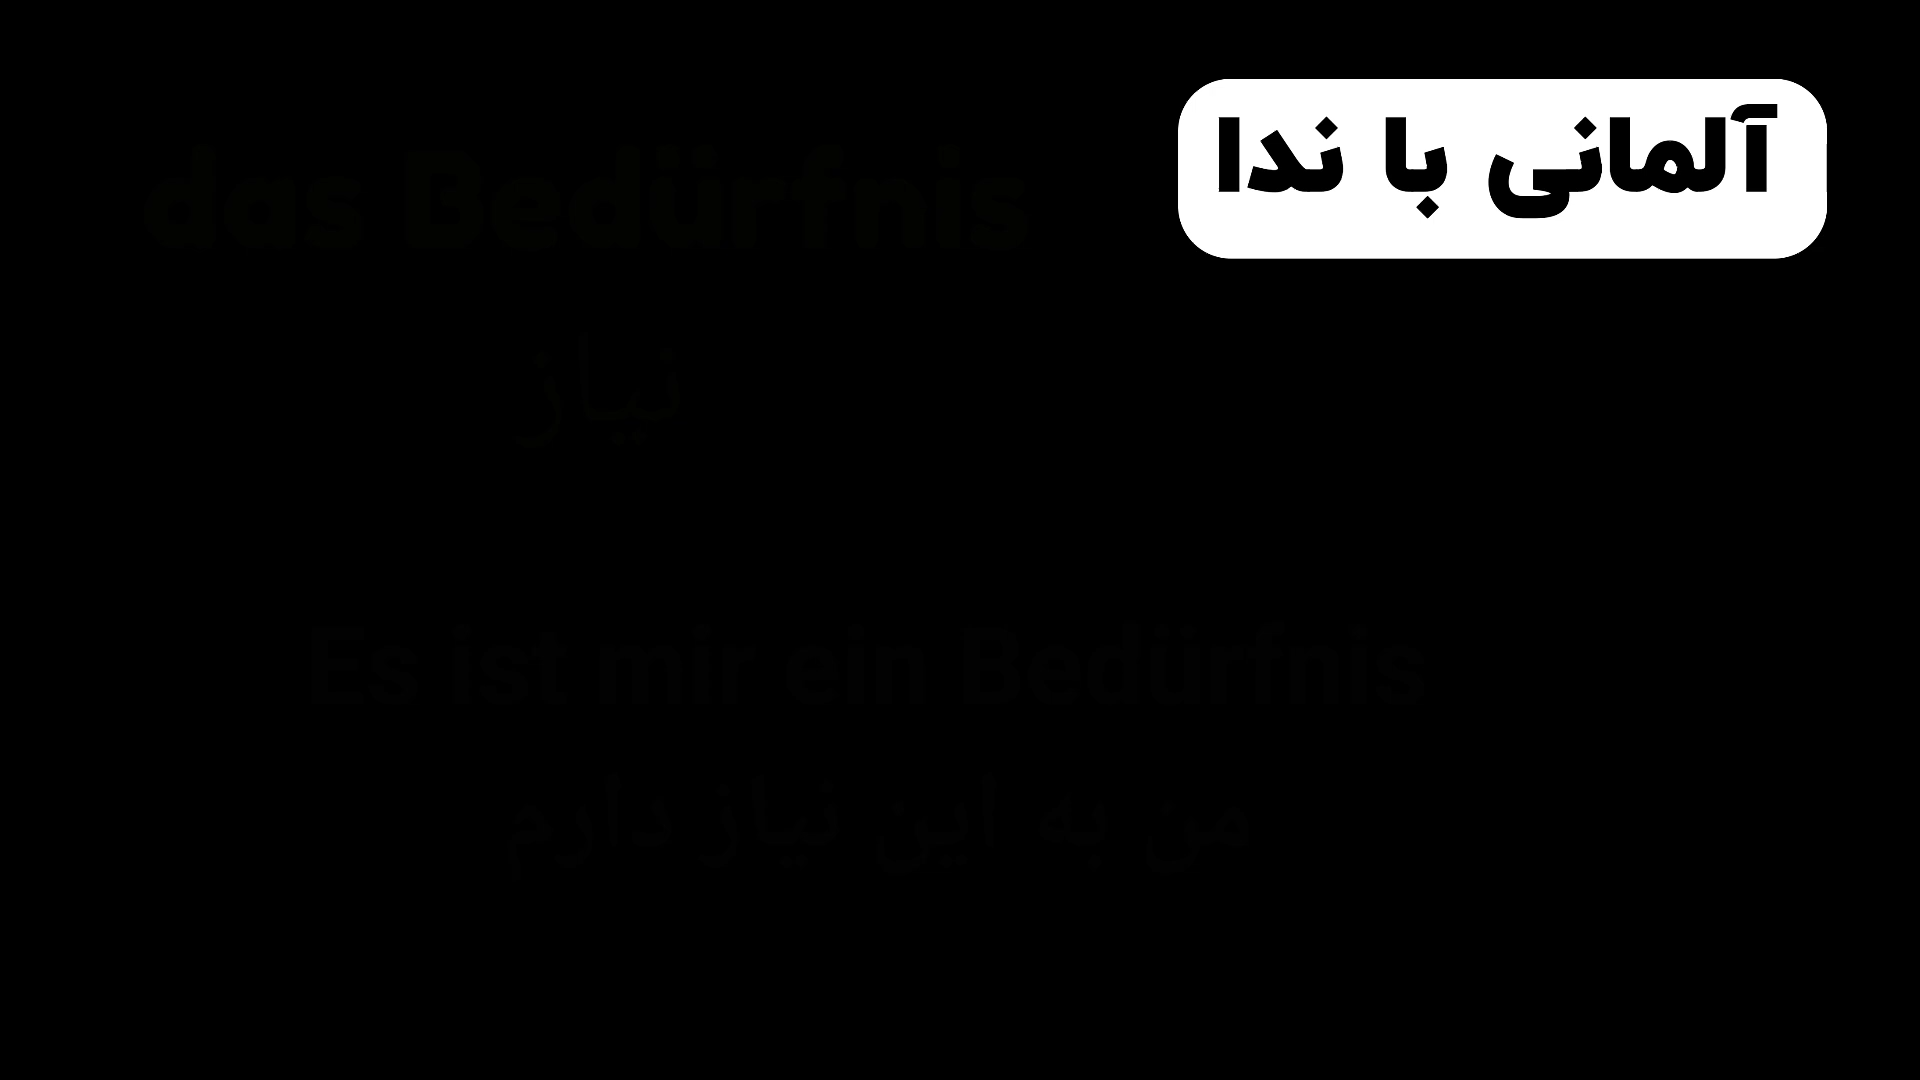 آلمانی با ندا
das Bedürfnis
نیاز
Es ist mir ein Bedürfnis
من به این نیاز دارم